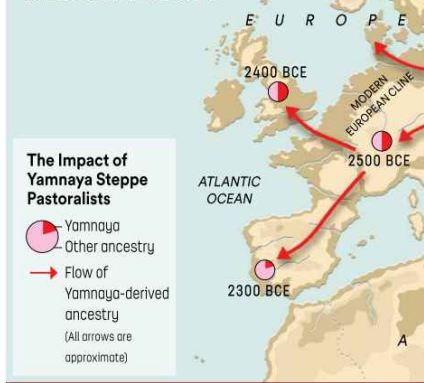 E U R O P E
2400 BCE
MODERN
EUROPEAN CLINE
2500 BCE
The Impact of
Yamnaya Steppe
Pastoralists
Yamnaya
Other ancestry
Flow of
Yamnaya-derived
ancestry
(All arrows are
approximate)
ATLANTIC
OCEAN
2300 BCE
A